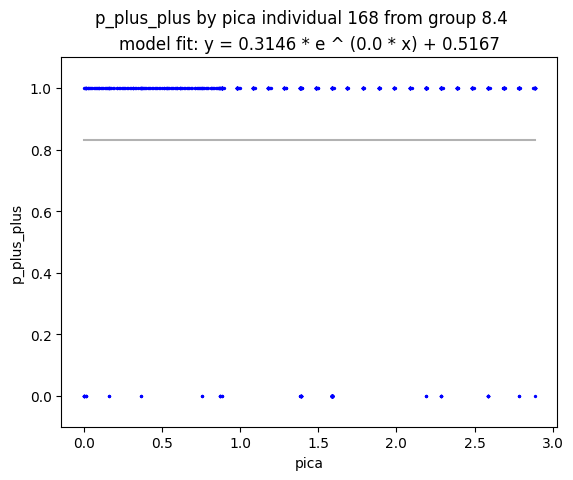 p_plus_plus by pica individual 168 from group 8.4
model fit: y = 0.3146 * e ^ (0.0 * x) + 0.5167
1.0
0.8
0.6
0.4
0.2
0.0
p_plus_plus
0.0 0.5 1.0 1.5 2.0 2.5 3.0
pica